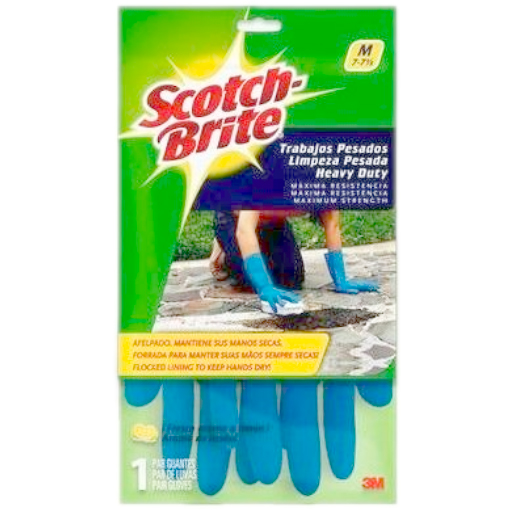 M
7-7½
Scotch-
Brite
Trabajos Pesados
Limpeza Pesada
Heavy Duty
MÁXIMA RESISTENCIA
MÁXIMA RESISTÊNCIA
MAXIMUM STRENGTH
AFELPADO, MANTIENE SUS MANOS SECAS.
FORRADA PARA MANTER SUAS MÃOS SEMPRE SECAS!
FLOCKED LINING TO KEEP HANDS DRY!
1 PAR GUANTES
PAR DE LUVAS
PAIR GLOVES
3M